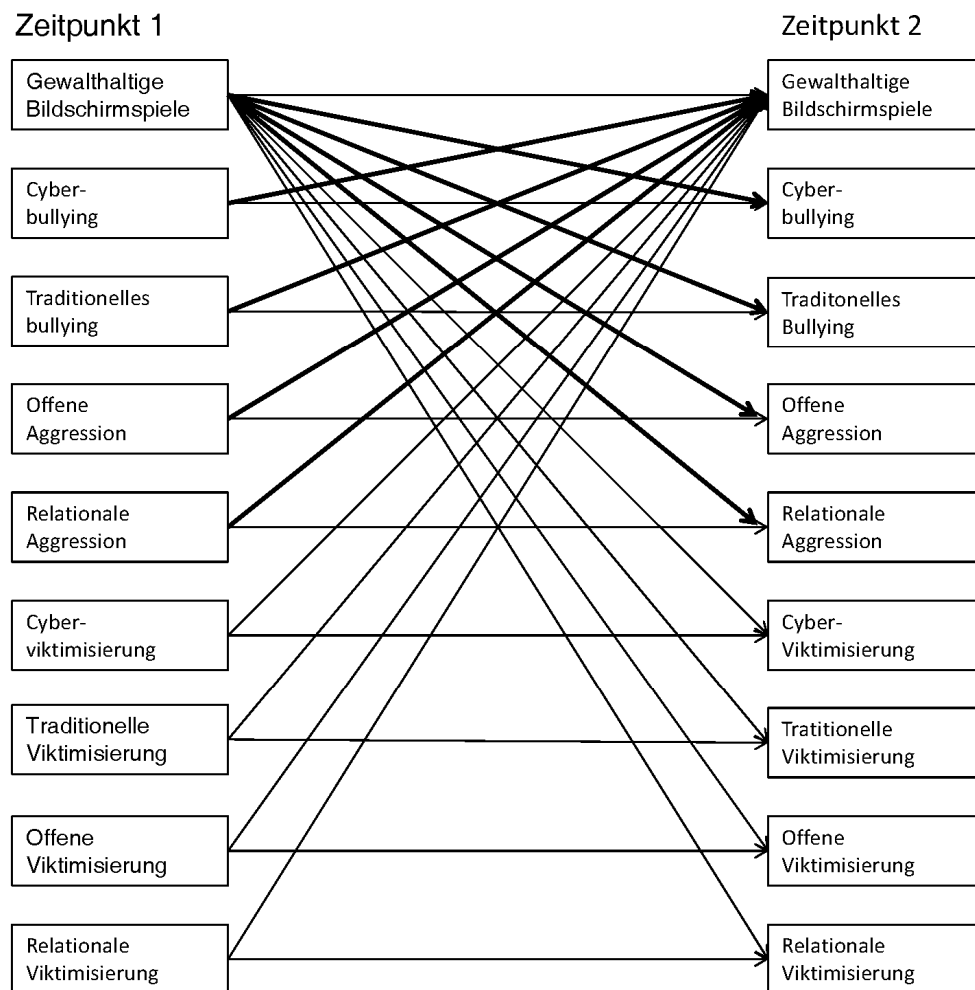 Zeitpunkt 1
Zeitpunkt 2
Gewalthaltige
Bildschirmspiele
Gewalthaltige
Bildschirmspiele
Cyber-
bullying
Cyber-
bullying
Traditionelles
bullying
Traditonelles
Bullying
Offene
Aggression
Offene
Aggression
Relationale
Aggression
Relationale
Aggression
Cyber-
viktimisierung
Cyber-
Viktimisierung
Traditionelle
Viktimisierung
Tratitionelle
Viktimisierung
Offene
Viktimisierung
Offene
Viktimisierung
Relationale
Viktimisierung
Relationale
Viktimisierung